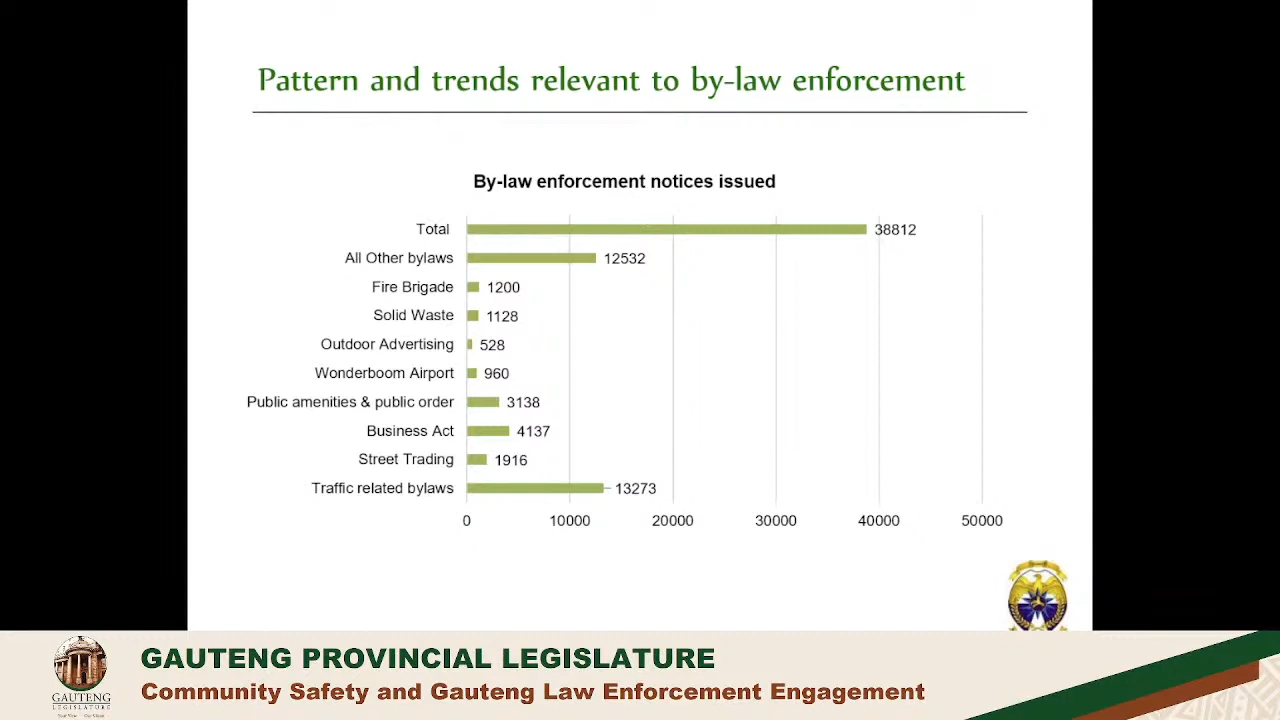 Pattern and trends relevant to by-law enforcement
By-law enforcement notices issued
Total 38812
All Other bylaws 12532
Fire Brigade 1200
Solid Waste 1128
Outdoor Advertising 528
Wonderboom Airport 960
Public amenities & public order 3138
Business Act 4137
Street Trading 1916
Traffic related bylaws 13273
0 10000 20000 30000 40000 50000
GAUTENG PROVINCIAL LEGISLATURE
Community Safety and Gauteng Law Enforcement Engagement
GAUTENG
LEGISLATURE